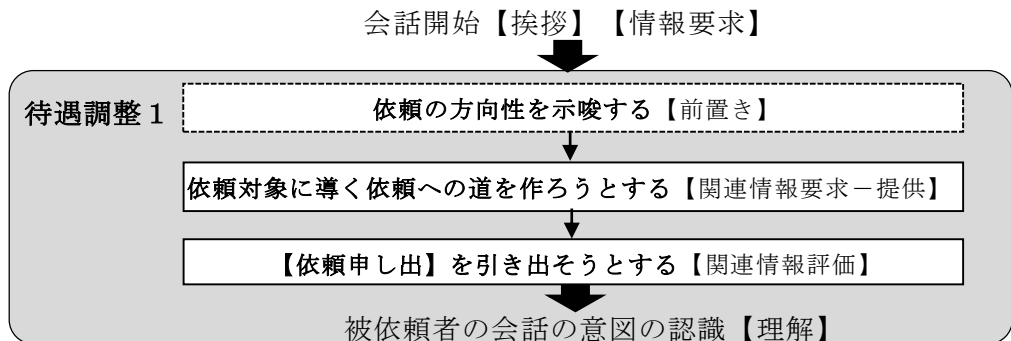 会話開始【挨拶】【情報要求】
待遇調整1
依頼の方向性を示唆する【前置き】
依頼対象に導く依頼への道を作ろうとする【関連情報要求－提供】
【依頼申し出】を引き出そうとする【関連情報評価】
被依頼者の会話の意図の認識【理解】